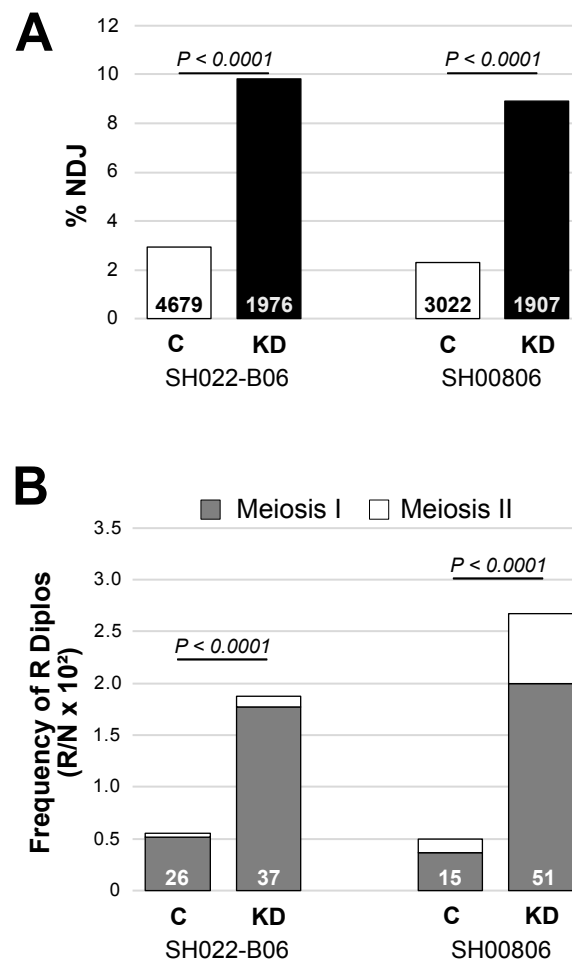 A
% NDJ
12
10
8
6
4
2
0
P < 0.0001
P < 0.0001
4679
1976
3022
1907
C
KD
C
KD
SH022-B06
SH00806
B
Meiosis I
Meiosis II
Frequency of R Diplos
(R/N x 10²)
3.5
3.0
2.5
2.0
1.5
1.0
0.5
0
P < 0.0001
P < 0.0001
26
37
15
51
C
KD
C
KD
SH022-B06
SH00806